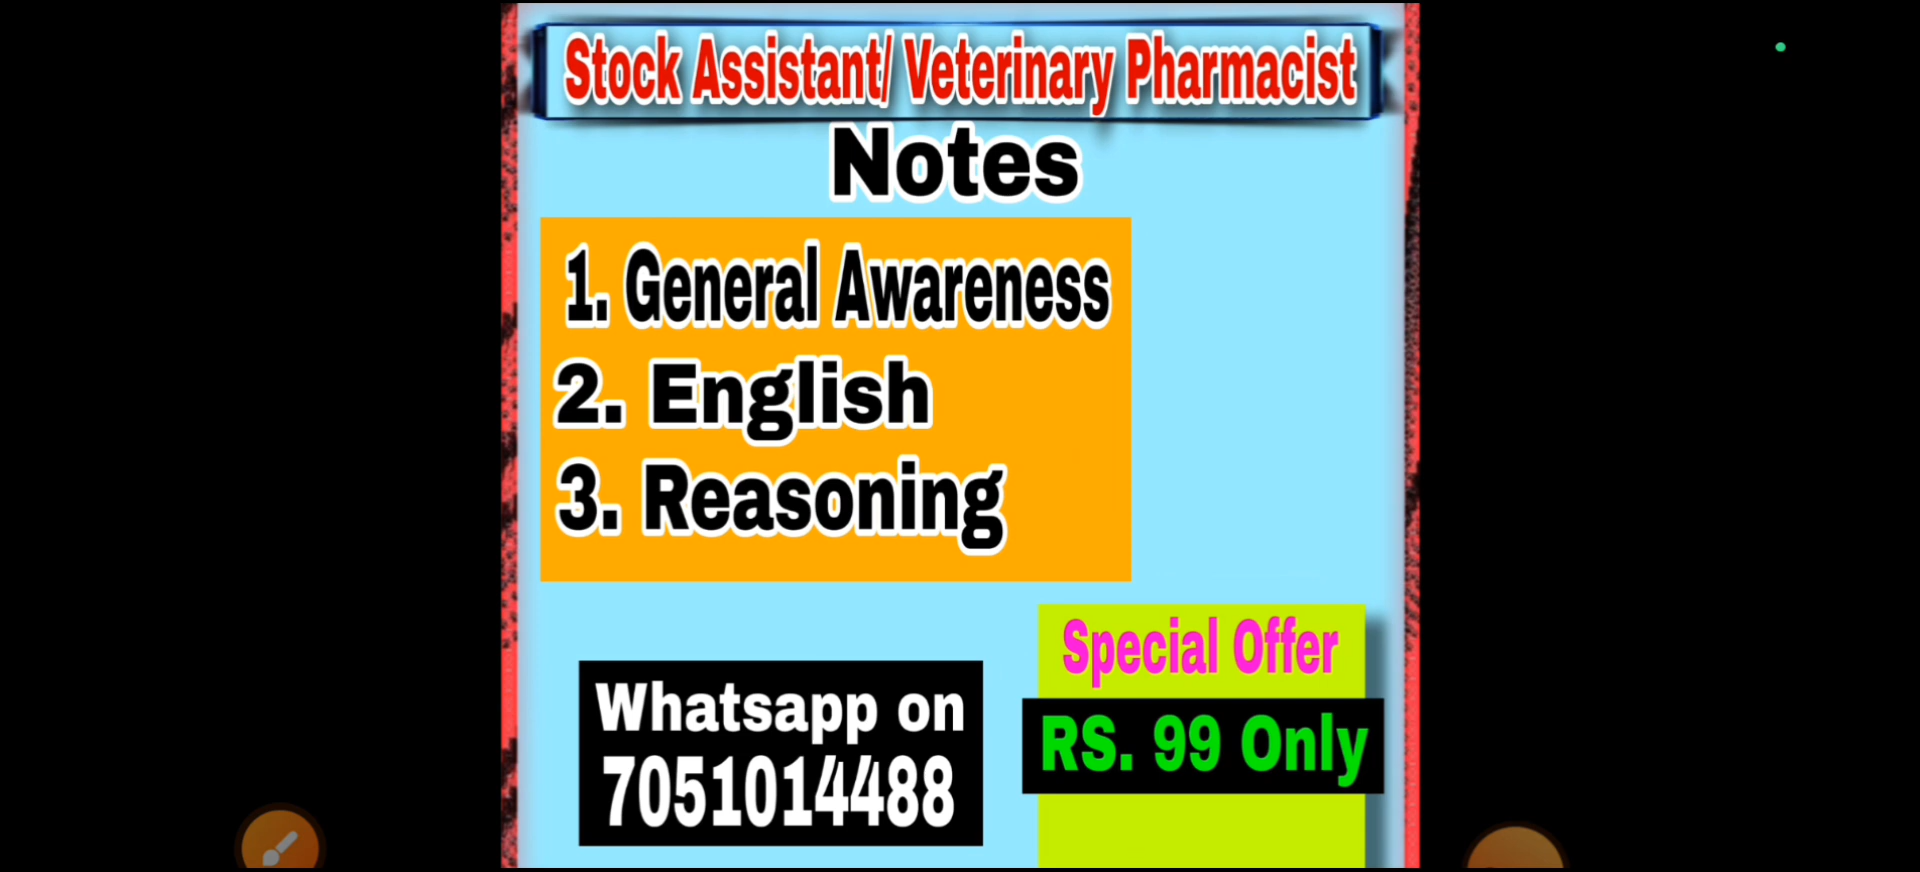 Stock Assistant/ Veterinary Pharmacist
Notes
1. General Awareness
2. English
3. Reasoning
Special Offer
RS. 99 Only
Whatsapp on
7051014488